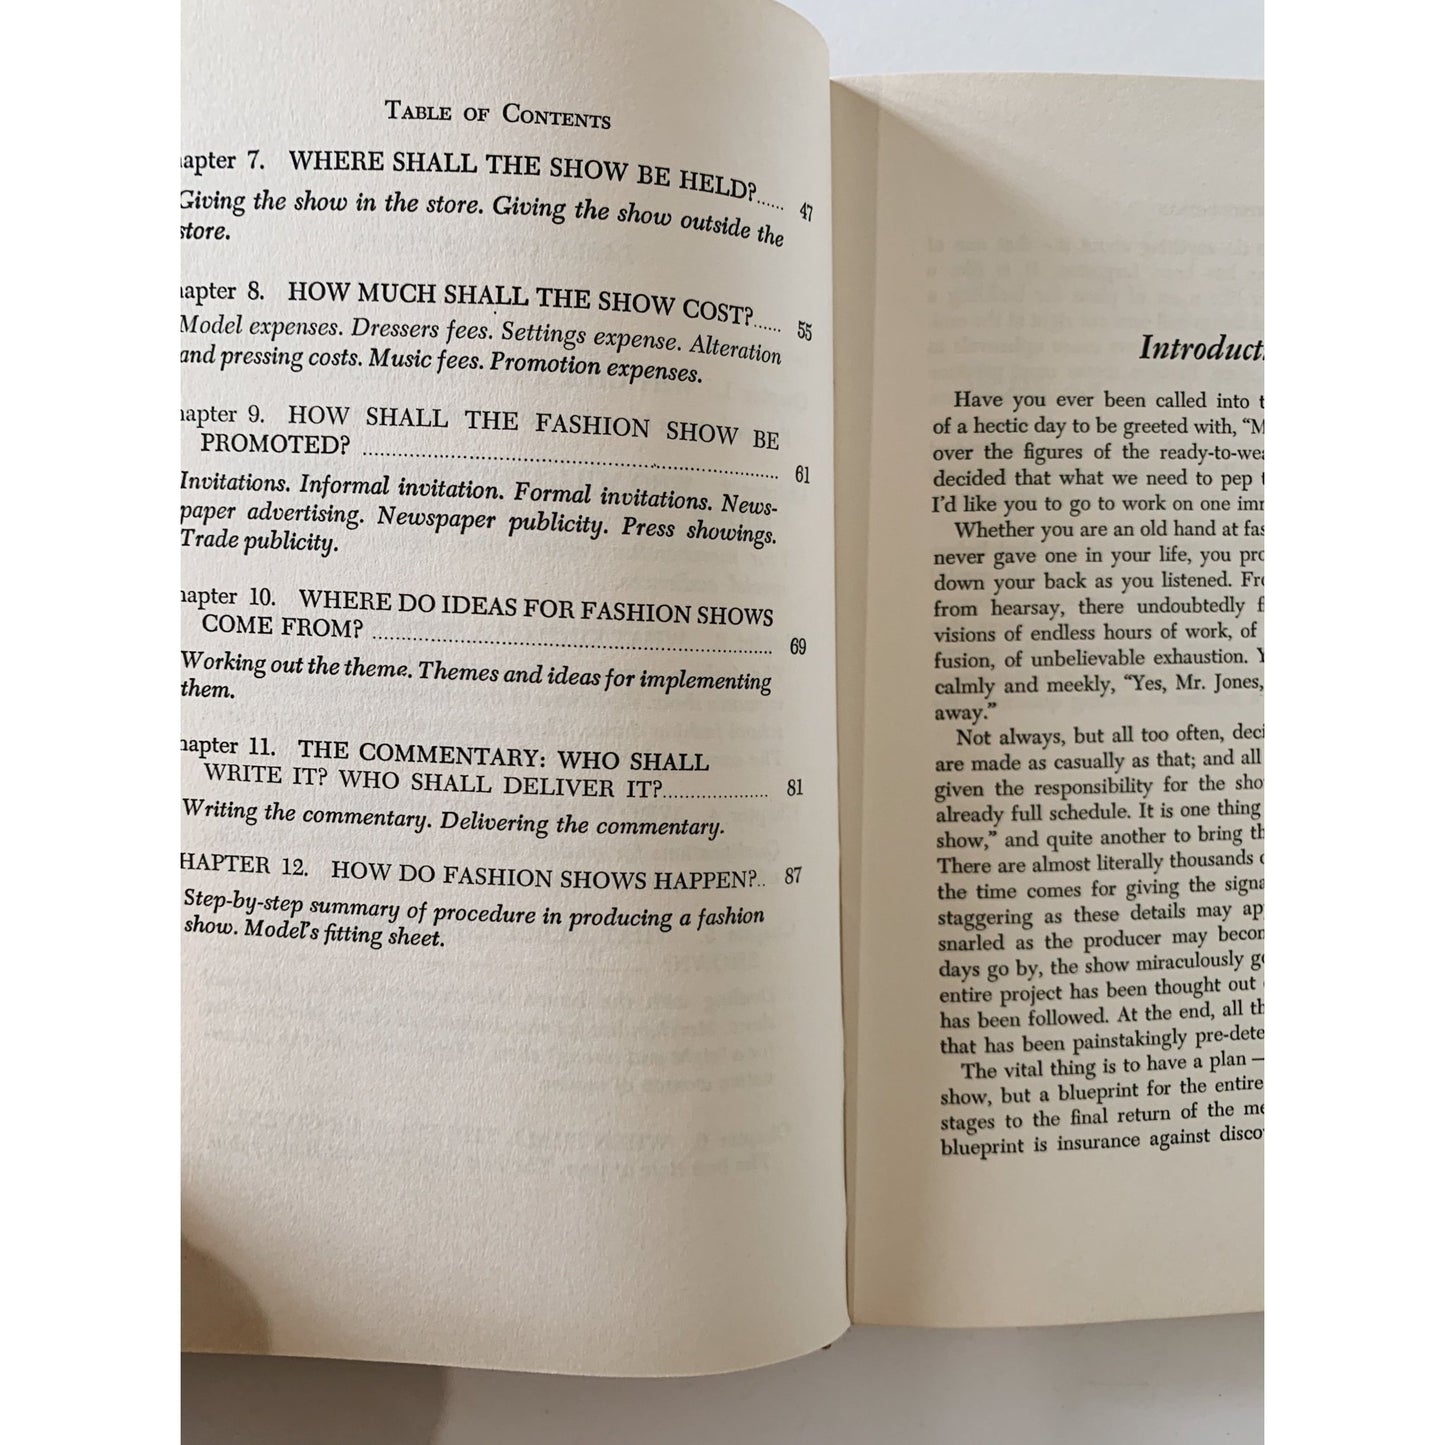 TABLE OF CONTENTS
apter 7. WHERE SHALL THE SHOW BE HELD?...... 47
Giving the show in the store. Giving the show outside the
store.
apter 8. HOW MUCH SHALL THE SHOW COST?...... 55
Model expenses. Dressers fees. Settings expense. Alteration
and pressing costs. Music fees. Promotion expenses.
apter 9. HOW SHALL THE FASHION SHOW BE
PROMOTED? ........................................ 61
Invitations. Informal invitation. Formal invitations. News-
paper advertising. Newspaper publicity. Press showings.
Trade publicity.
apter 10. WHERE DO IDEAS FOR FASHION SHOWS
COME FROM? ........................................ 69
Working out the theme. Themes and ideas for implementing
them.
apter 11. THE COMMENTARY: WHO SHALL
WRITE IT? WHO SHALL DELIVER IT?.................... 81
Writing the commentary. Delivering the commentary.
HAPTER 12. HOW DO FASHION SHOWS HAPPEN?.. 87
Step-by-step summary of procedure in producing a fashion
show. Model's fitting sheet.
Introduct
Have you ever been called into t
of a hectic day to be greeted with, “M
over the figures of the ready-to-wea
decided that what we need to pep t
I'd like you to go to work on one imm
Whether you are an old hand at fas
never gave one in your life, you pro
down your back as you listened. Fro
from hearsay, there undoubtedly f
visions of endless hours of work, of
fusion, of unbelievable exhaustion. Y
calmly and meekly, “Yes, Mr. Jones,
away.”
Not always, but all too often, deci
are made as casually as that; and all
given the responsibility for the sho
already full schedule. It is one thing
show,” and quite another to bring th
There are almost literally thousands o
the time comes for giving the signa
staggering as these details may ap
snarled as the producer may becom
days go by, the show miraculously ge
entire project has been thought out
has been followed. At the end, all th
that has been painstakingly pre-dete
The vital thing is to have a plan —
show, but a blueprint for the entire
stages to the final return of the me
blueprint is insurance against disco